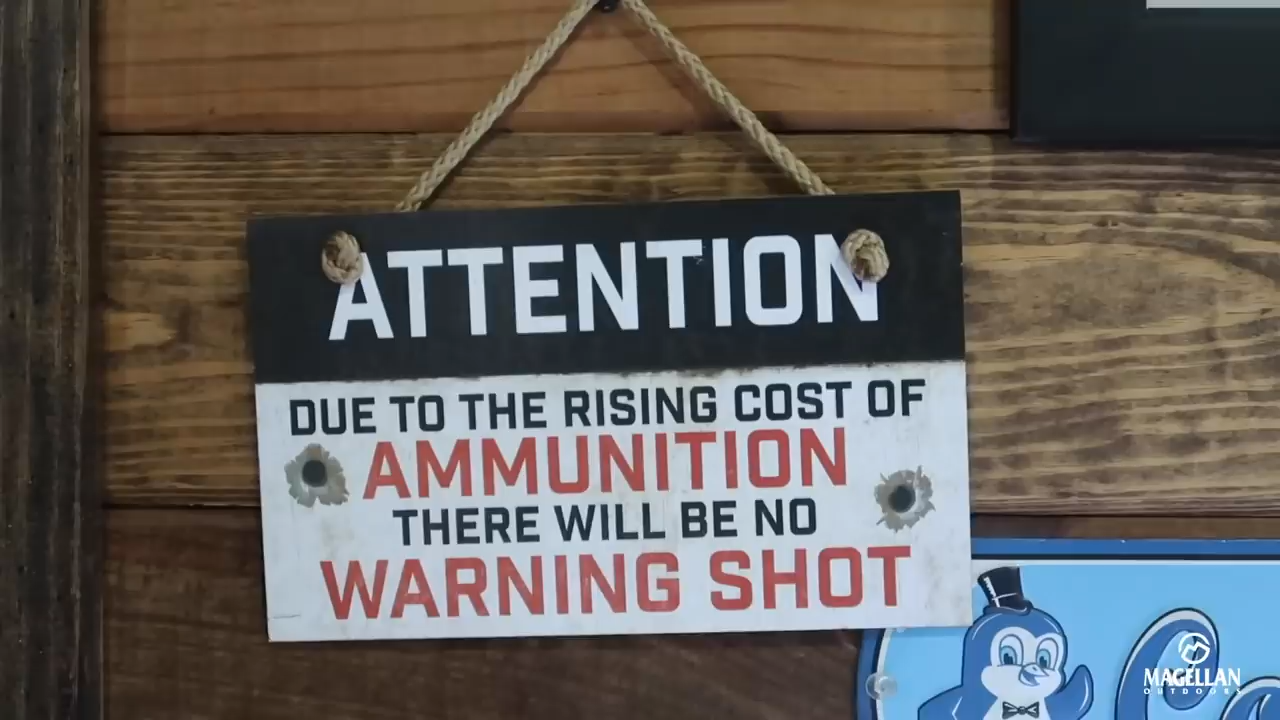 ATTENTION
DUE TO THE RISING COST OF
AMMUNITION
THERE WILL BE NO
WARNING SHOT
MAGELLAN
OUTDOORS